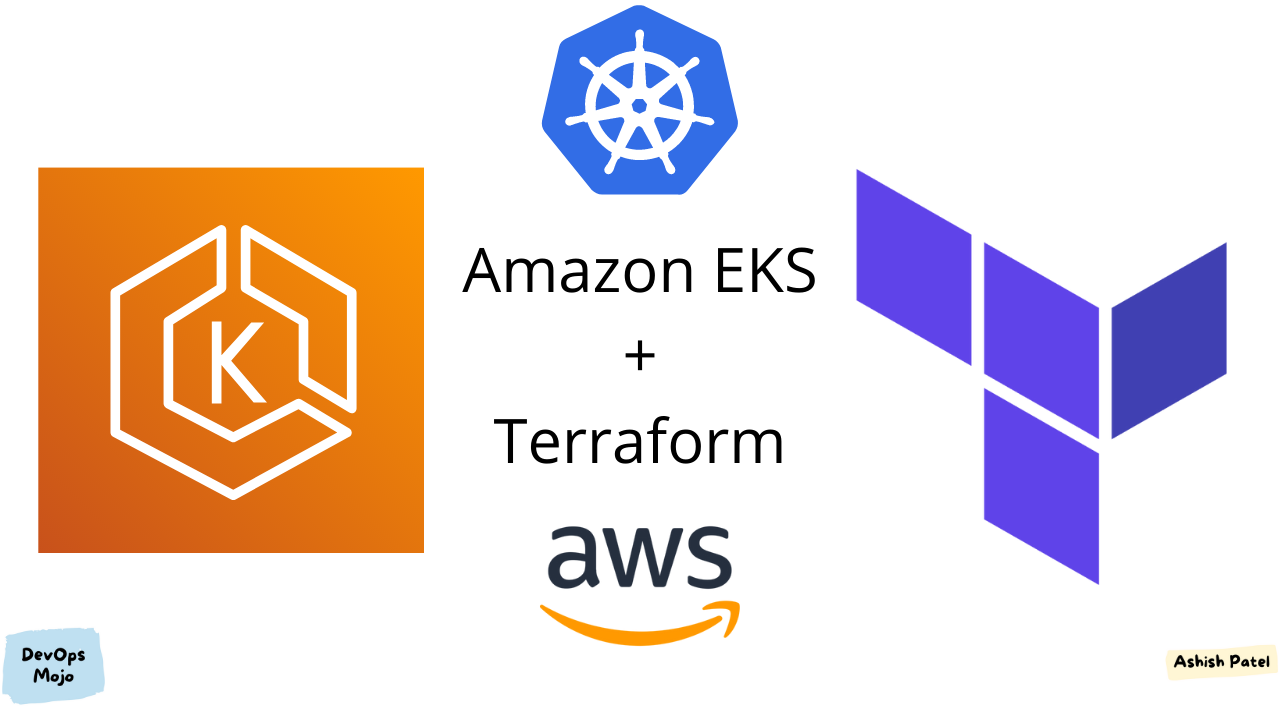 K
Amazon EKS
+
Terraform
aws
DevOps
Mojo
Ashish Patel